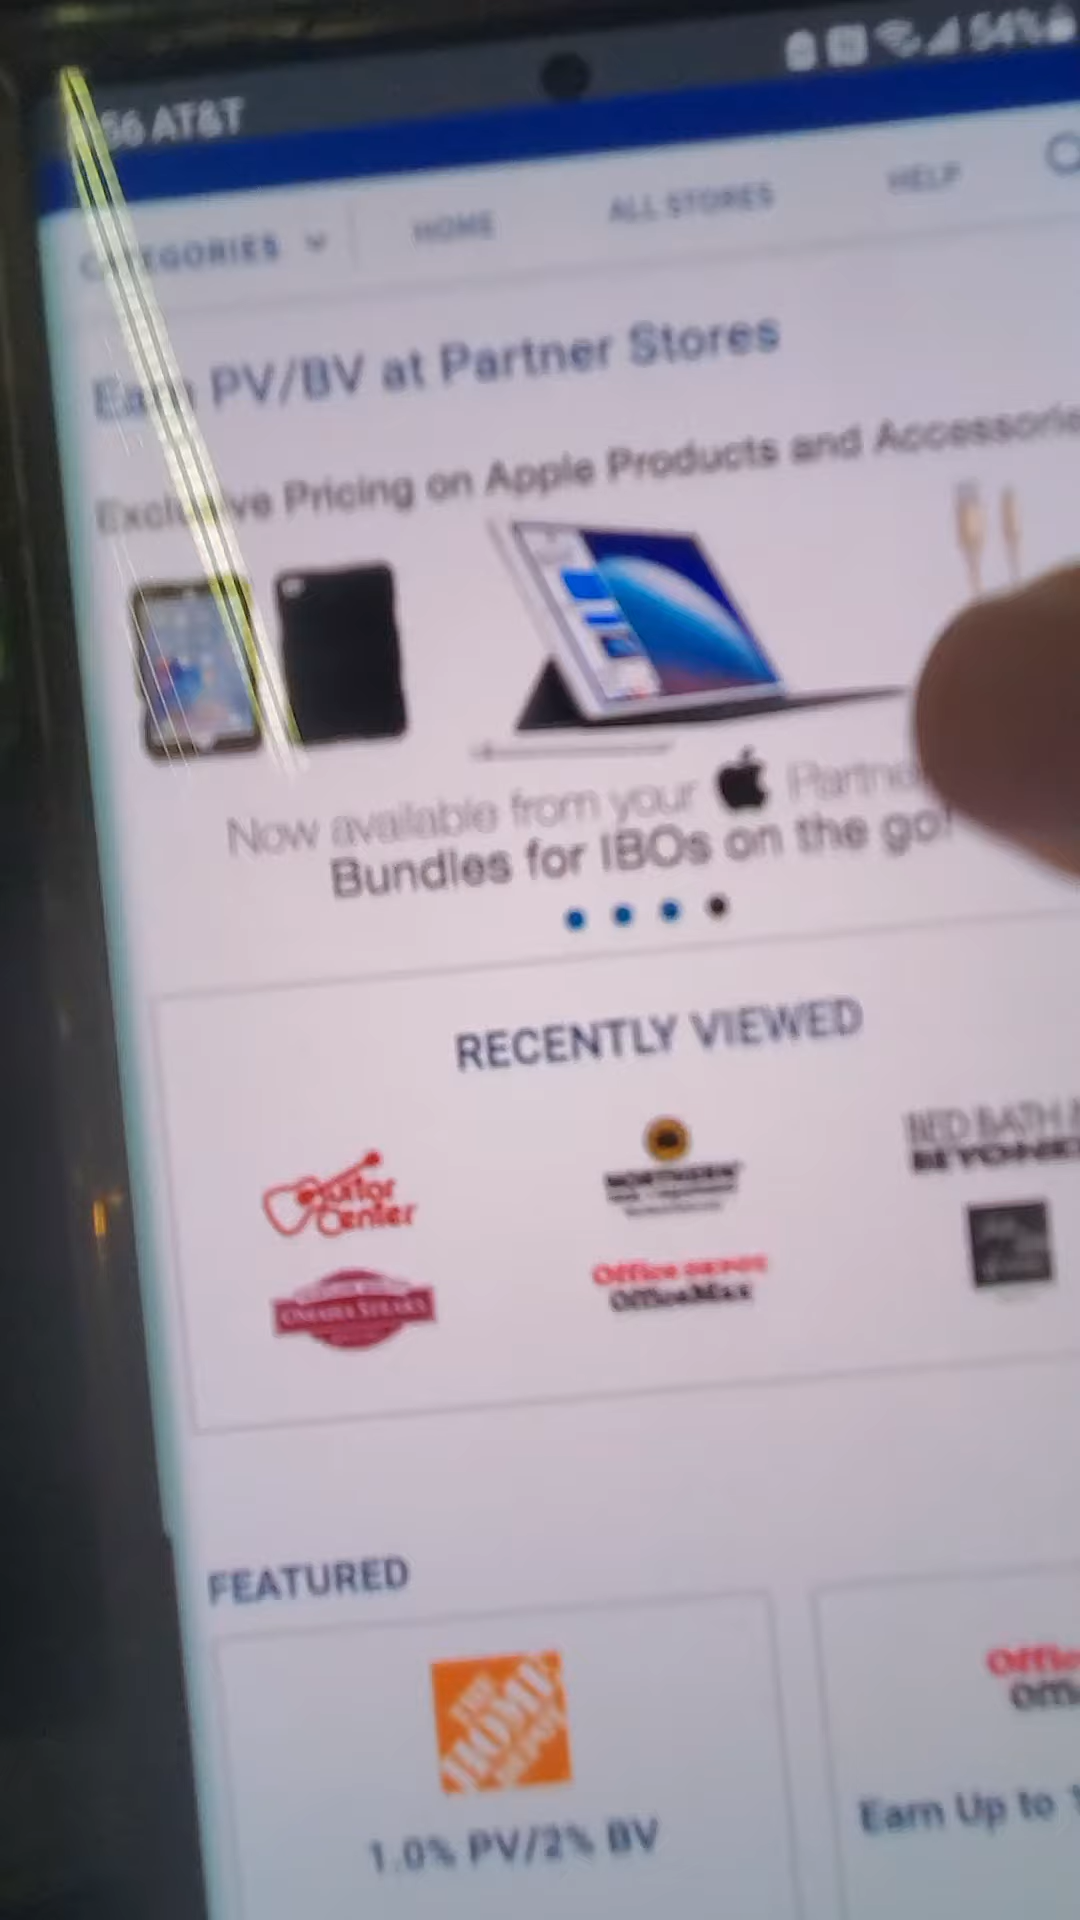 56 AT&T 54%
CATEGORIES HOME ALL STORES HELP
Earn PV/BV at Partner Stores
Exclusive Pricing on Apple Products and Accessorie
Now available from your Partne
Bundles for IBOs on the go!
RECENTLY VIEWED
Guitar Center
NORTHERN
BED BATH &
BEYOND
OMAHA STEAKS
Office DEPOT
OfficeMax
FEATURED
THE HOME DEPOT
Offic
Offi
1.0% PV/2% BV
Earn Up to 1